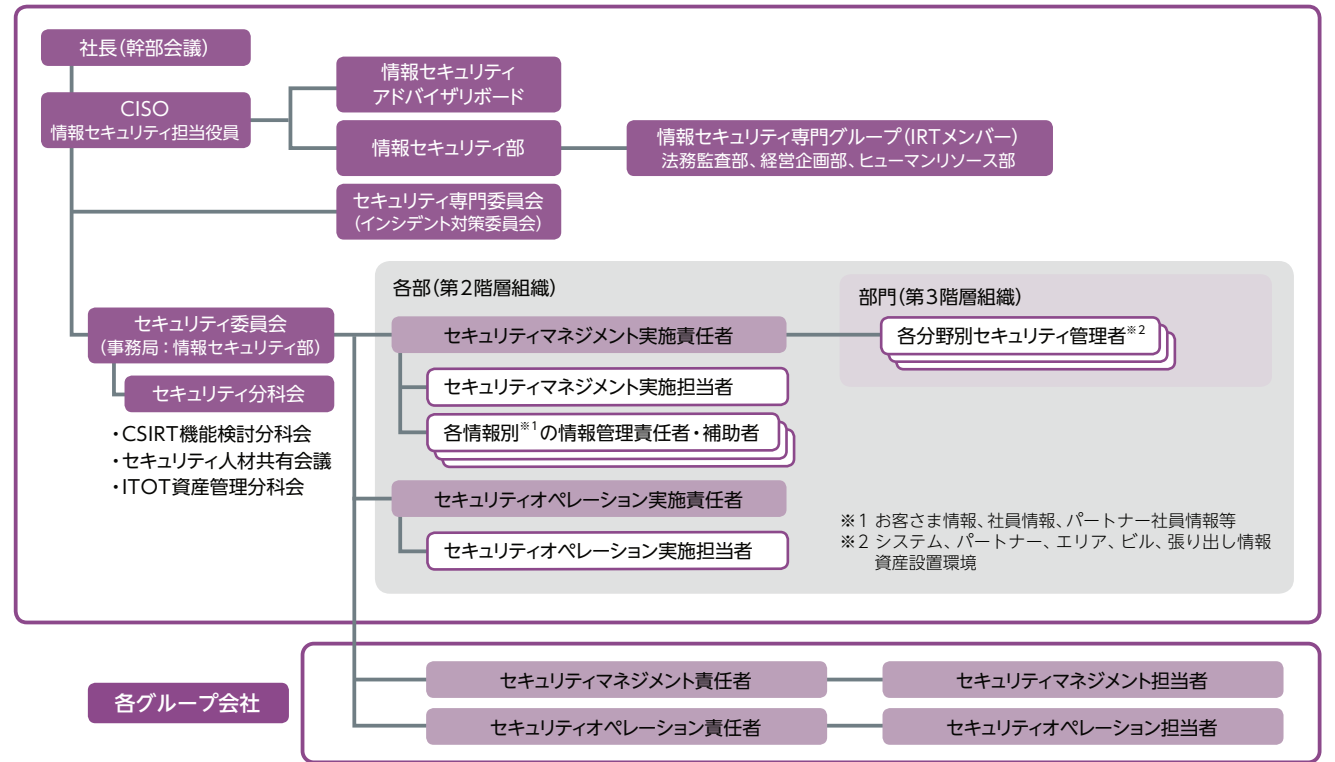 社長(幹部会議)
CISO
情報セキュリティ担当役員
情報セキュリティ
アドバイザリボード
情報セキュリティ部
情報セキュリティ専門グループ(IRTメンバー)
法務監査部、経営企画部、ヒューマンリソース部
セキュリティ専門委員会
(インシデント対策委員会)
セキュリティ委員会
(事務局:情報セキュリティ部)
セキュリティ分科会
・CSIRT機能検討分科会
・セキュリティ人材共有会議
・ITOT資産管理分科会
各部(第2階層組織)
セキュリティマネジメント実施責任者
セキュリティマネジメント実施担当者
各情報別※1の情報管理責任者・補助者
セキュリティオペレーション実施責任者
セキュリティオペレーション実施担当者
部門(第3階層組織)
各分野別セキュリティ管理者※2
※1 お客さま情報、社員情報、パートナー社員情報等
※2 システム、パートナー、エリア、ビル、張り出し情報
資産設置環境
各グループ会社
セキュリティマネジメント責任者
セキュリティマネジメント担当者
セキュリティオペレーション責任者
セキュリティオペレーション担当者